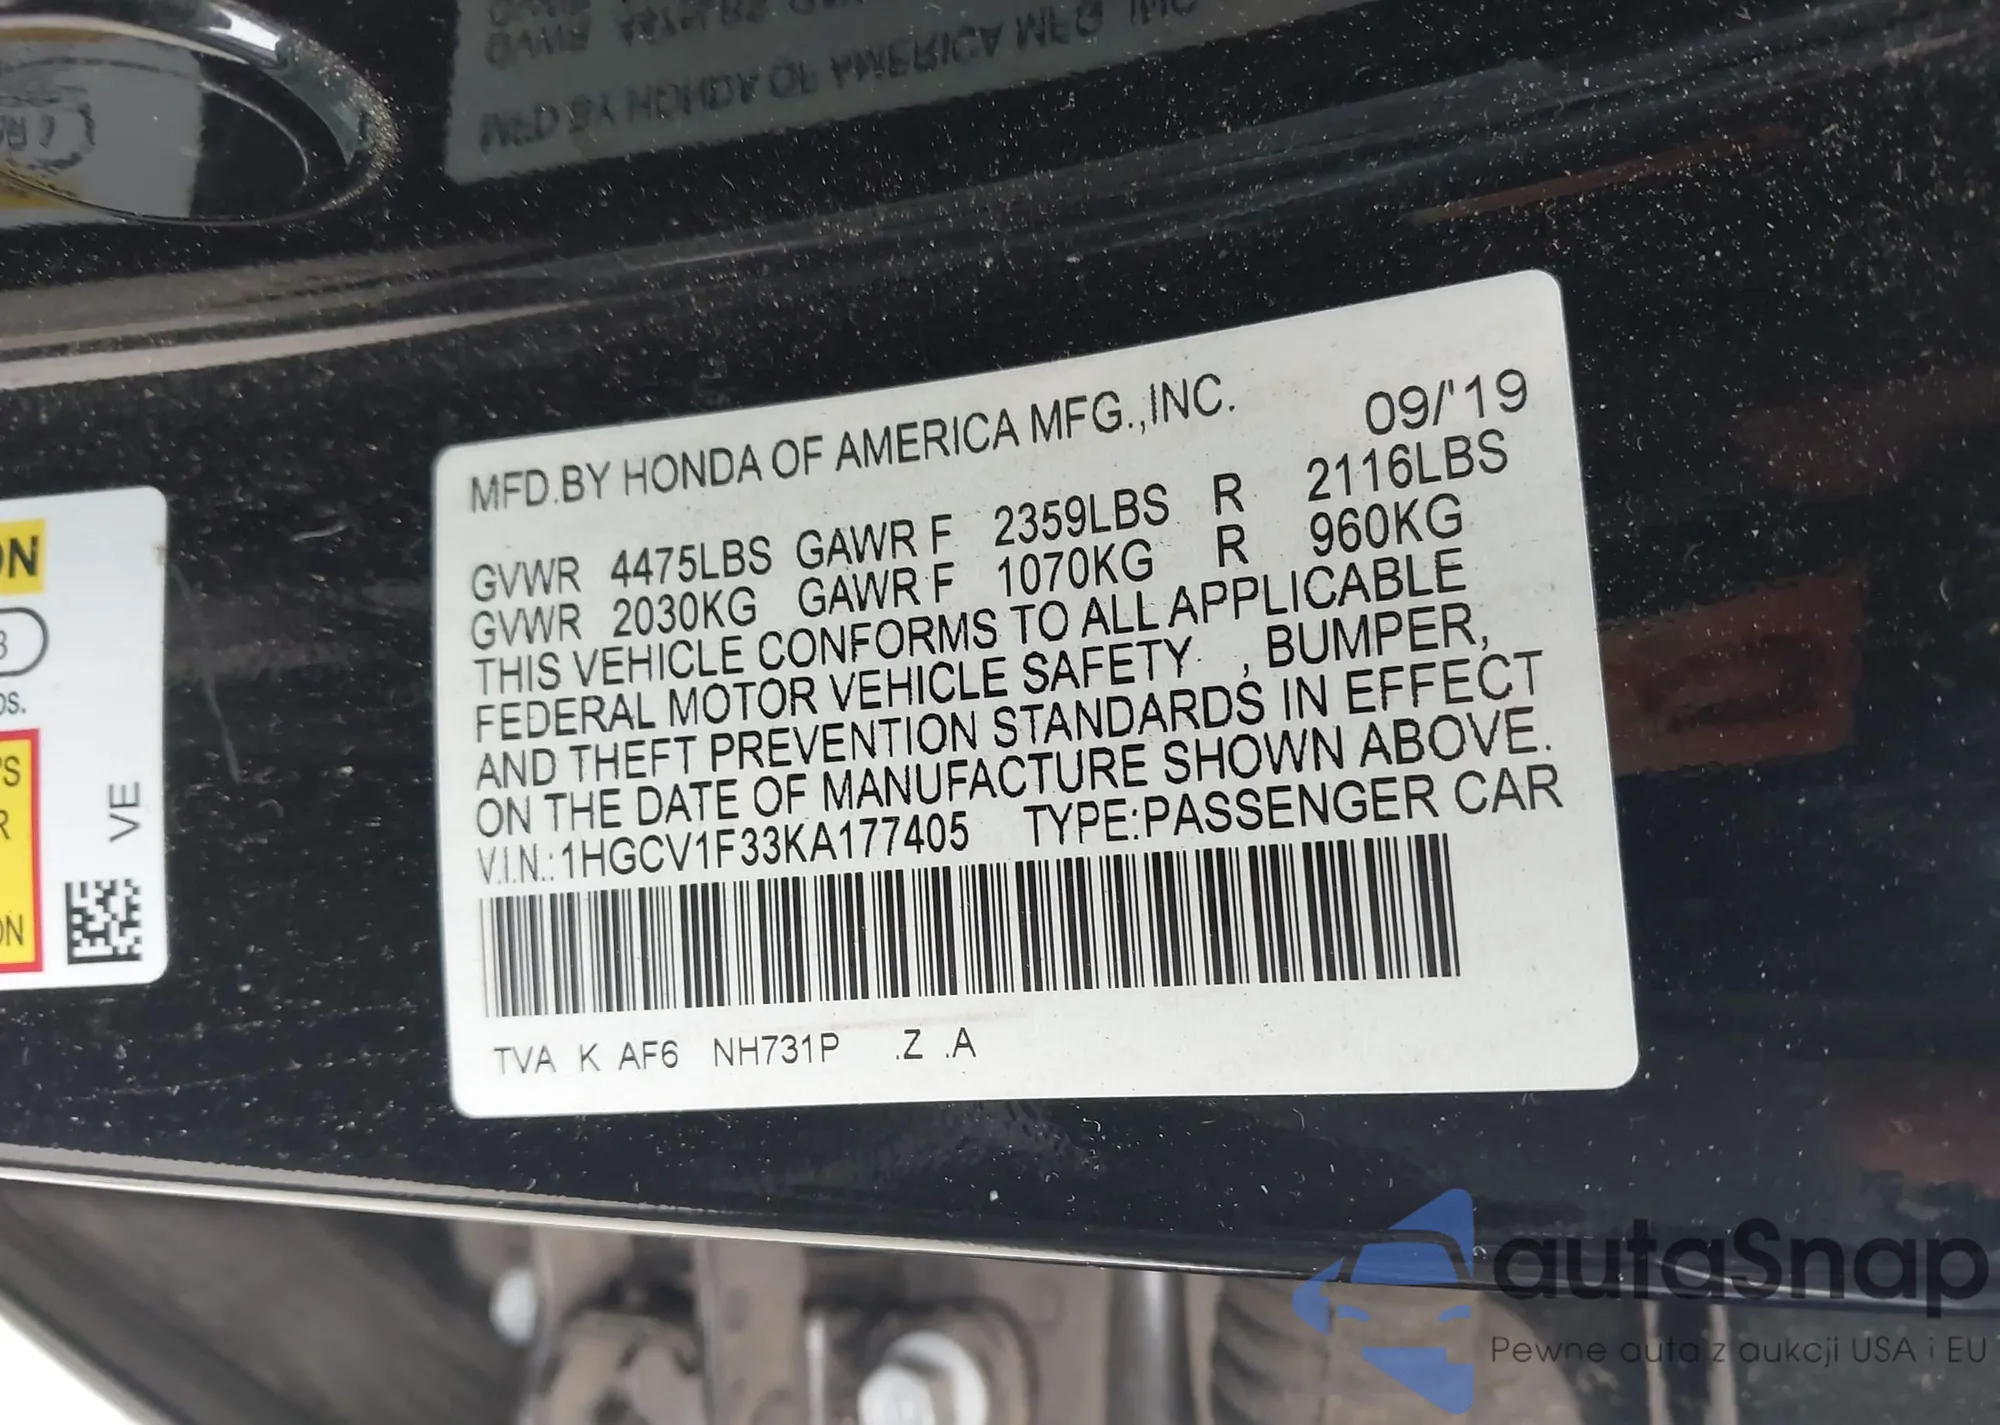 MFD.BY HONDA OF AMERICA MFG.,INC. 09/'19
GVWR 4475LBS GAWR F 2359LBS R 2116LBS
GVWR 2030KG GAWR F 1070KG R 960KG
THIS VEHICLE CONFORMS TO ALL APPLICABLE
FEDERAL MOTOR VEHICLE SAFETY , BUMPER,
AND THEFT PREVENTION STANDARDS IN EFFECT
ON THE DATE OF MANUFACTURE SHOWN ABOVE.
V.I.N.:1HGCV1F33KA177405 TYPE:PASSENGER CAR
TVA K AF6 NH731P .Z .A
VE
autaSnap
Pewne auta z aukcji USA i EU